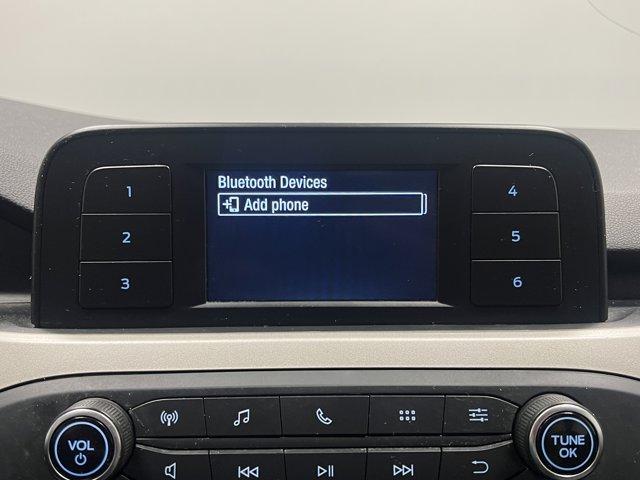 Bluetooth Devices
Add phone
1
2
3
4
5
6
VOL
TUNE
OK